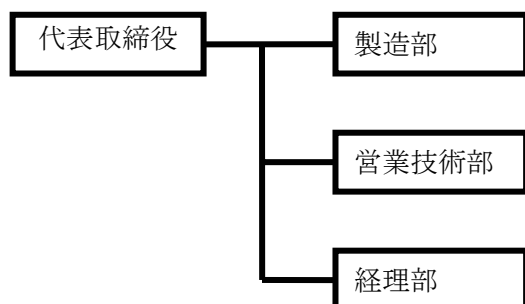 代表取締役
製造部
営業技術部
経理部